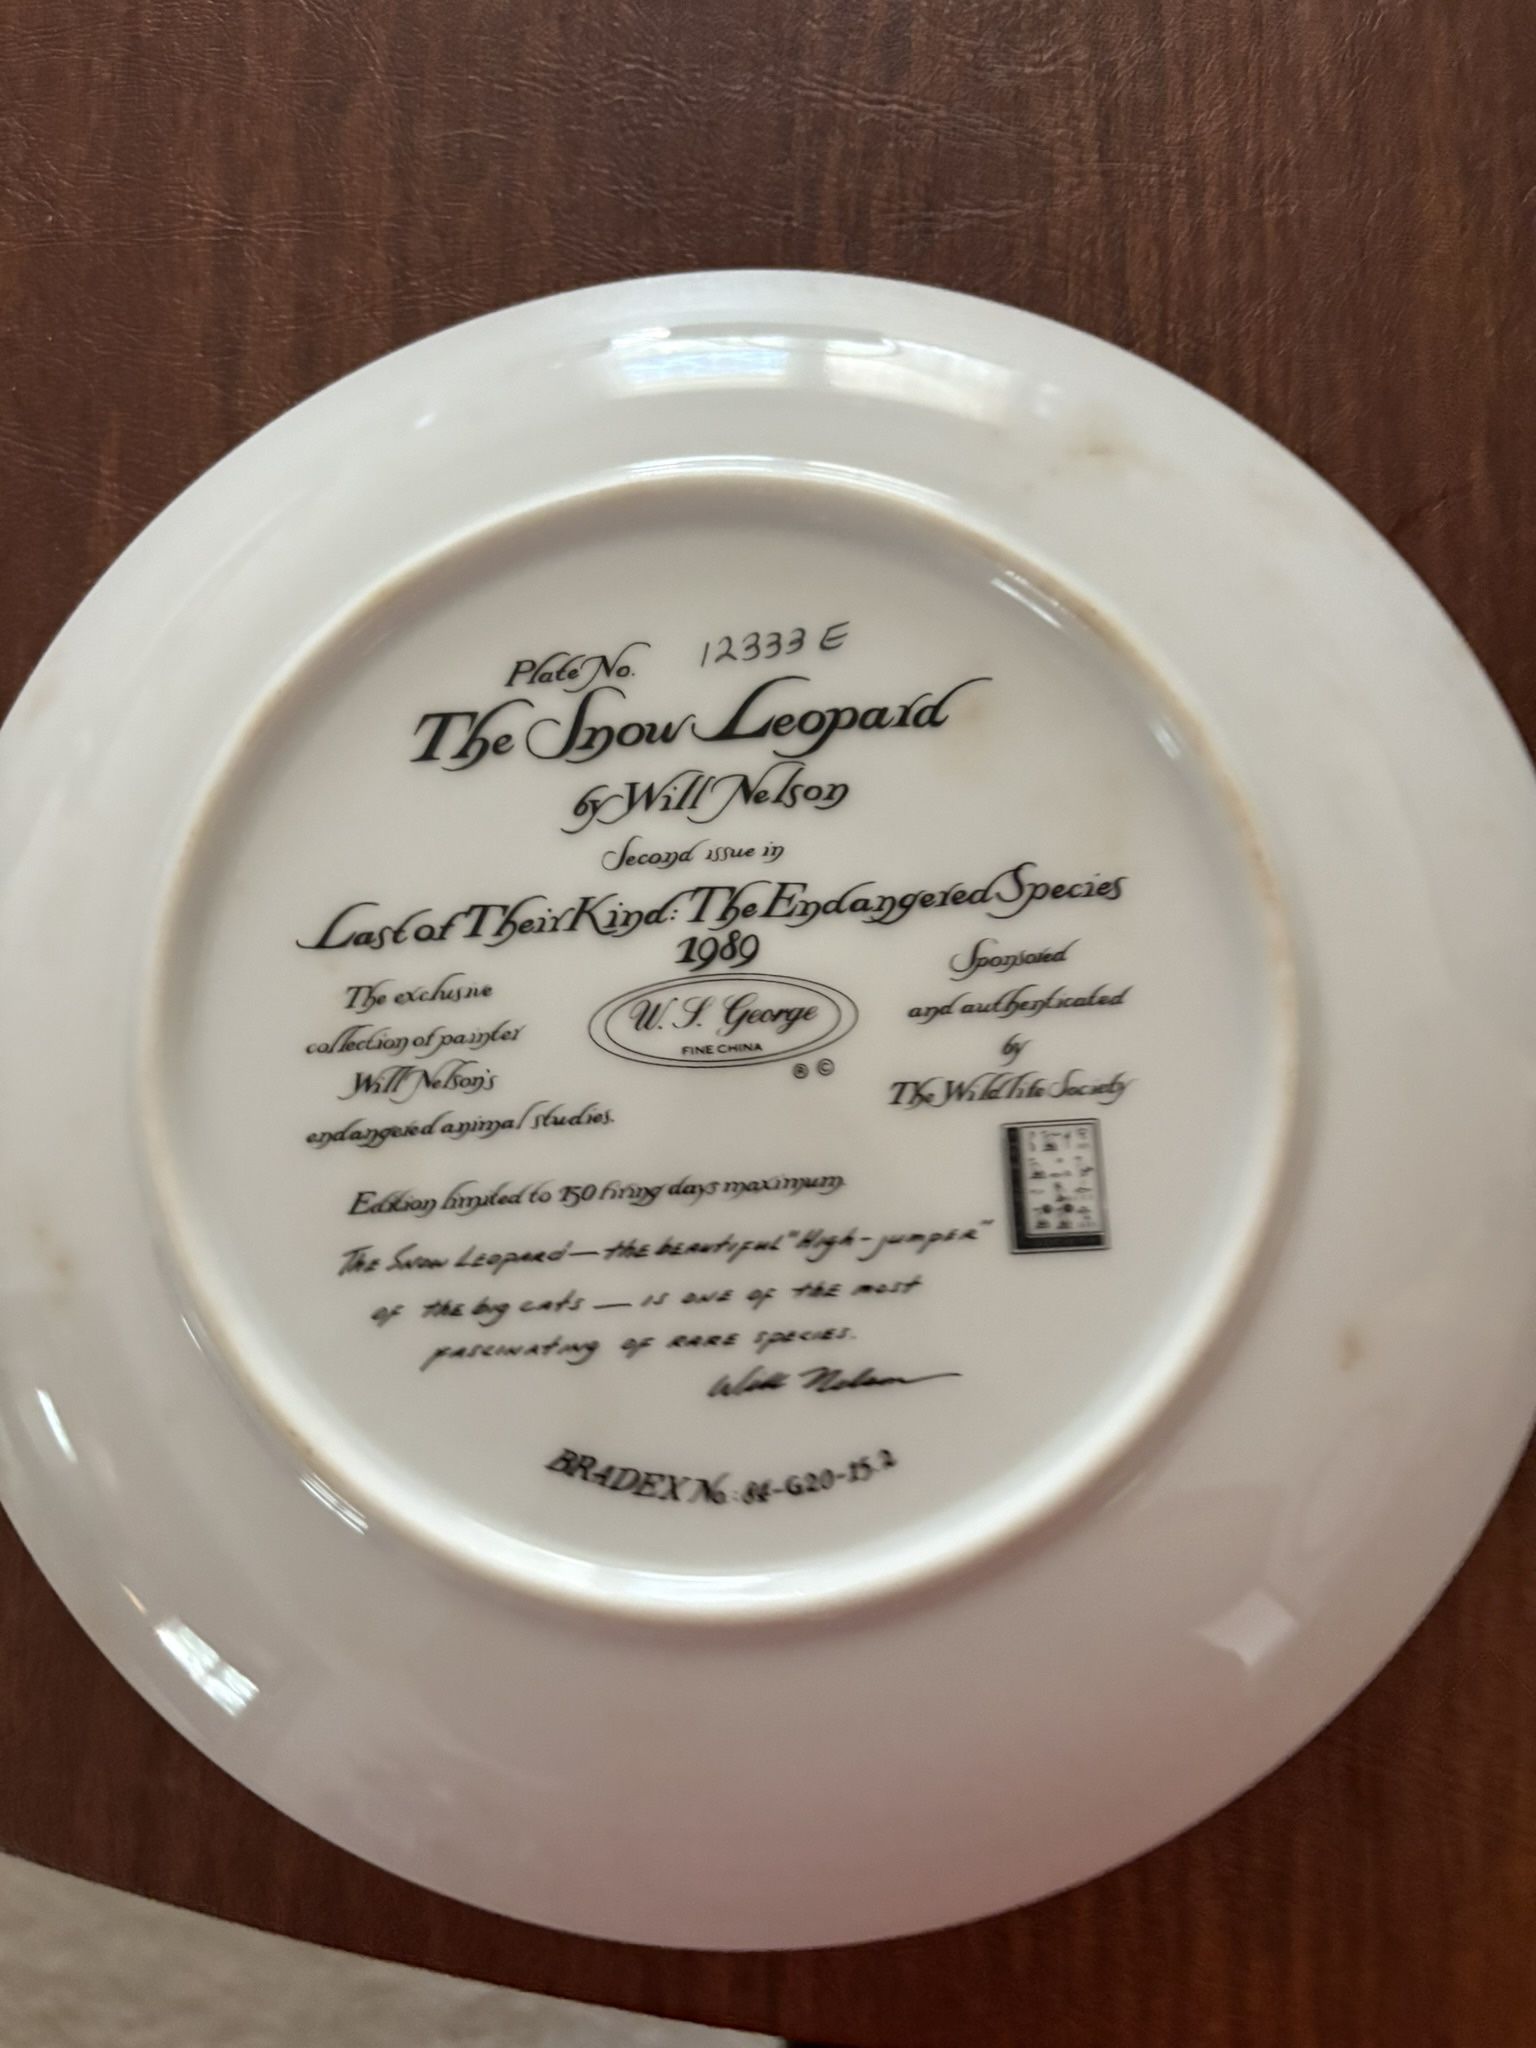 Plate No. 12333 E
The Snow Leopard
by Will Nelson
Second issue in
Last of Their Kind: The Endangered Species
1989
The exclusive
collection of painter
Will Nelson's
endangered animal studies.
W. S. George
FINE CHINA
® ©
Sponsored
and authenticated
by
The Wildlife Society
Edition limited to 150 firing days maximum.
The Snow Leopard — the beautiful "High-jumper"
of the big cats — is one of the most
fascinating of rare species.
Will Nelson
BRADEX No. 84-G20-15.2